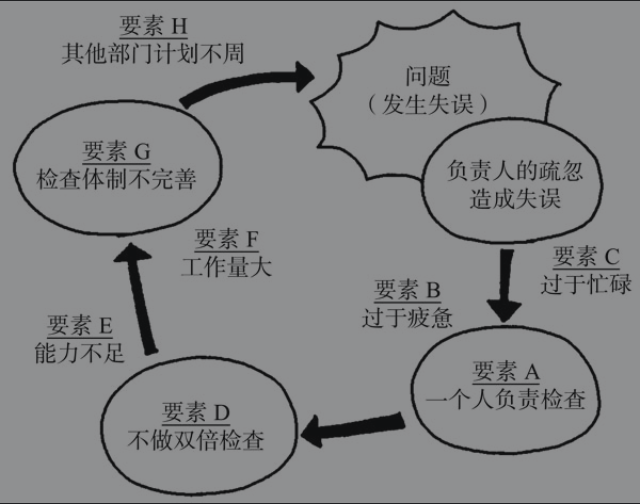 要素 H
其他部门计划不周
问题
（发生失误）
要素 G
检查体制不完善
负责人的疏忽
造成失误
要素 F
工作量大
要素 C
过于忙碌
要素 B
过于疲惫
要素 E
能力不足
要素 A
一个人负责检查
要素 D
不做双倍检查